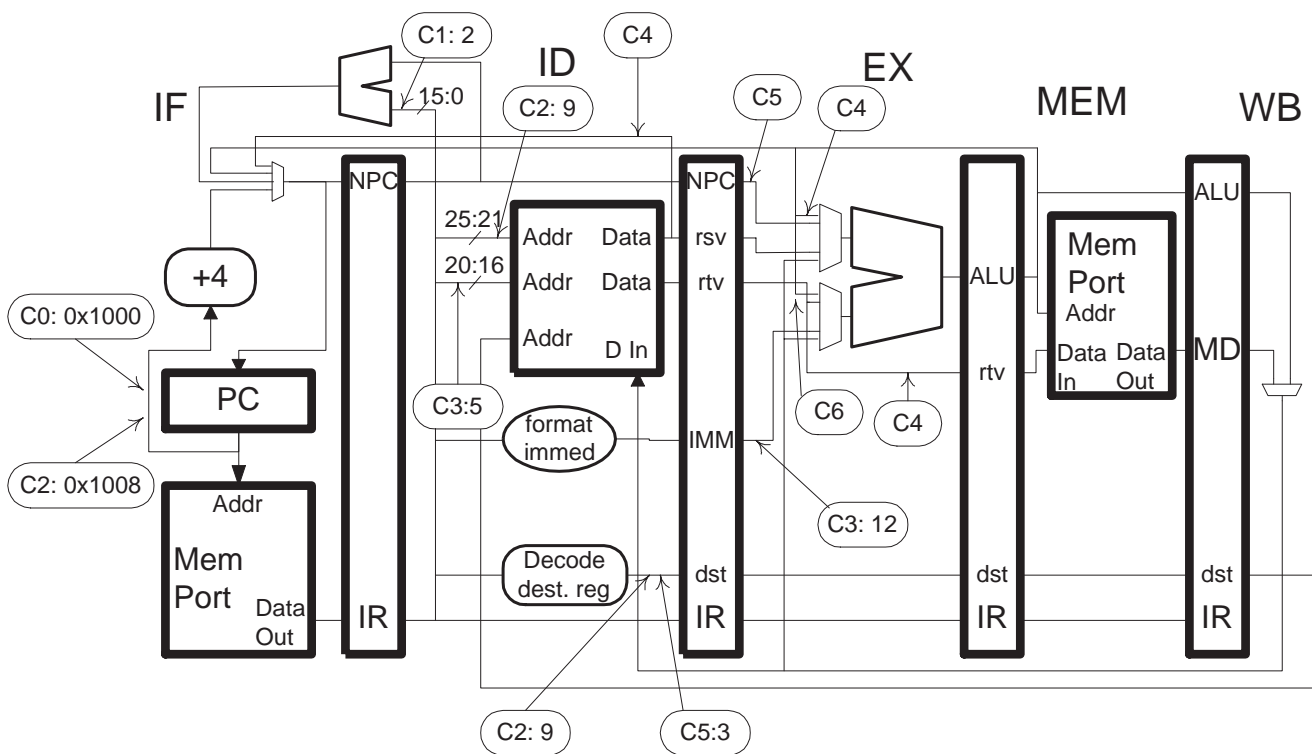 C1: 2
C4
ID
EX
IF
15:0
C2: 9
C5
C4
MEM
WB
NPC
NPC
ALU
25:21
Addr
Data
rsv
Mem
Port
+4
20:16
Addr
Data
rtv
ALU
Addr
C0: 0x1000
Addr
D In
Data
In
Data
Out
MD
PC
rtv
C3:5
C6
C4
format
immed
IMM
C2: 0x1008
Addr
C3: 12
Mem
Port
Decode
dest. reg
dst
dst
dst
Data
Out
IR
IR
IR
IR
C2: 9
C5:3